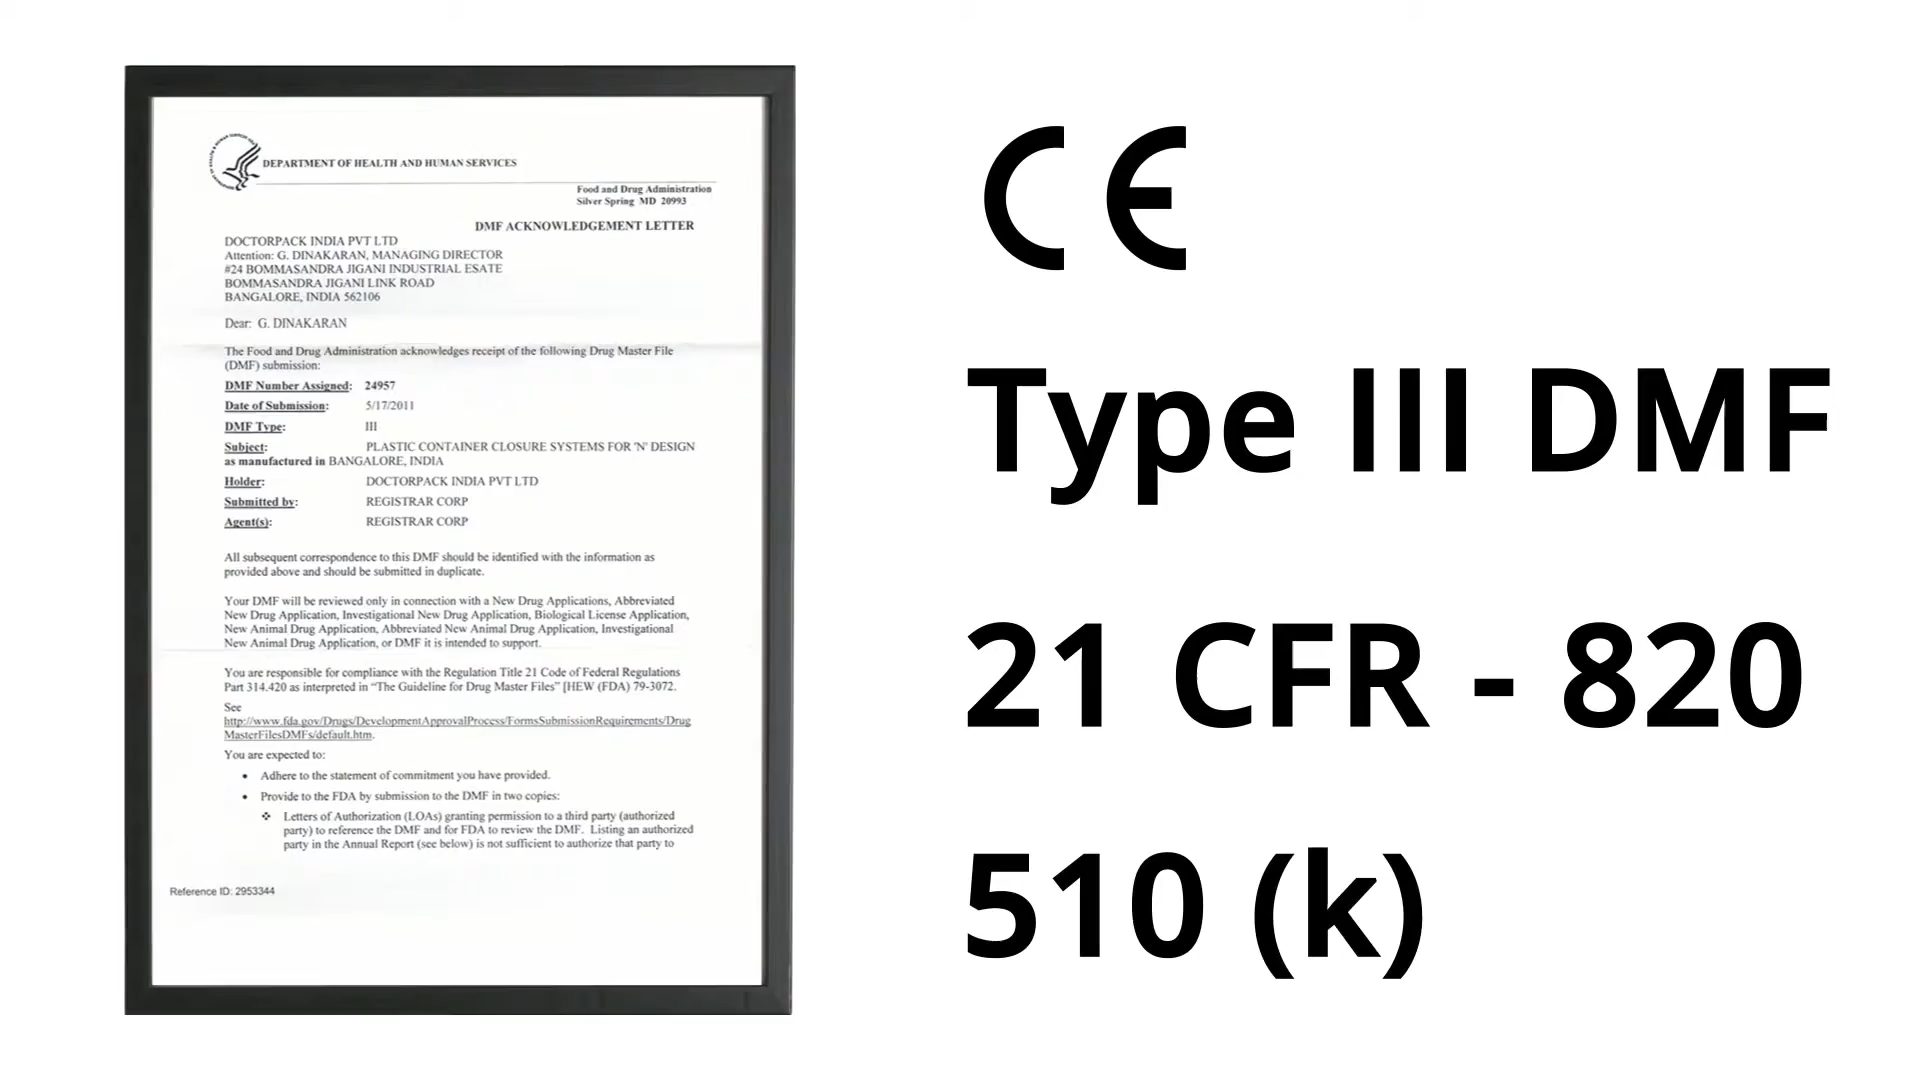 DEPARTMENT OF HEALTH AND HUMAN SERVICES
Food and Drug Administration
Silver Spring MD 20993
DMF ACKNOWLEDGEMENT LETTER
DOCTORPACK INDIA PVT LTD
Attention: G. DINAKARAN, MANAGING DIRECTOR
#24 BOMMASANDRA JIGANI INDUSTRIAL ESATE
BOMMASANDRA JIGANI LINK ROAD
BANGALORE, INDIA 562106
Dear: G. DINAKARAN
The Food and Drug Administration acknowledges receipt of the following Drug Master File
(DMF) submission:
DMF Number Assigned: 24957
Date of Submission: 5/17/2011
DMF Type: III
Subject: PLASTIC CONTAINER CLOSURE SYSTEMS FOR 'N' DESIGN
as manufactured in BANGALORE, INDIA
Holder: DOCTORPACK INDIA PVT LTD
Submitted by: REGISTRAR CORP
Agent(s): REGISTRAR CORP
All subsequent correspondence to this DMF should be identified with the information as
provided above and should be submitted in duplicate.
Your DMF will be reviewed only in connection with a New Drug Applications, Abbreviated
New Drug Application, Investigational New Drug Application, Biological License Application,
New Animal Drug Application, Abbreviated New Animal Drug Application, Investigational
New Animal Drug Application, or DMF it is intended to support.
You are responsible for compliance with the Regulation Title 21 Code of Federal Regulations
Part 314.420 as interpreted in “The Guideline for Drug Master Files” [HEW (FDA) 79-3072.
See
http://www.fda.gov/Drugs/DevelopmentApprovalProcess/FormsSubmissionRequirements/Drug
MasterFilesDMFs/default.htm.
You are expected to:
• Adhere to the statement of commitment you have provided.
• Provide to the FDA by submission to the DMF in two copies:
❖ Letters of Authorization (LOAs) granting permission to a third party (authorized
party) to reference the DMF and for FDA to review the DMF. Listing an authorized
party in the Annual Report (see below) is not sufficient to authorize that party to
Reference ID: 2953344
CE
Type III DMF
21 CFR - 820
510 (k)